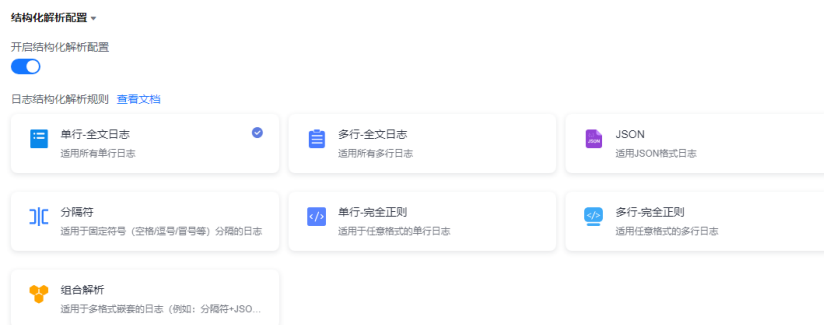 结构化解析配置
开启结构化解析配置
日志结构化解析规则 查看文档
单行-全文日志
适用所有单行日志
多行-全文日志
适用所有多行日志
JSON
适用JSON格式日志
分隔符
适用于固定符号（空格/逗号/冒号等）分隔的日志
单行-完全正则
适用于任意格式的单行日志
多行-完全正则
适用任意格式的多行日志
组合解析
适用于多格式嵌套的日志（例如：分隔符+JSO...